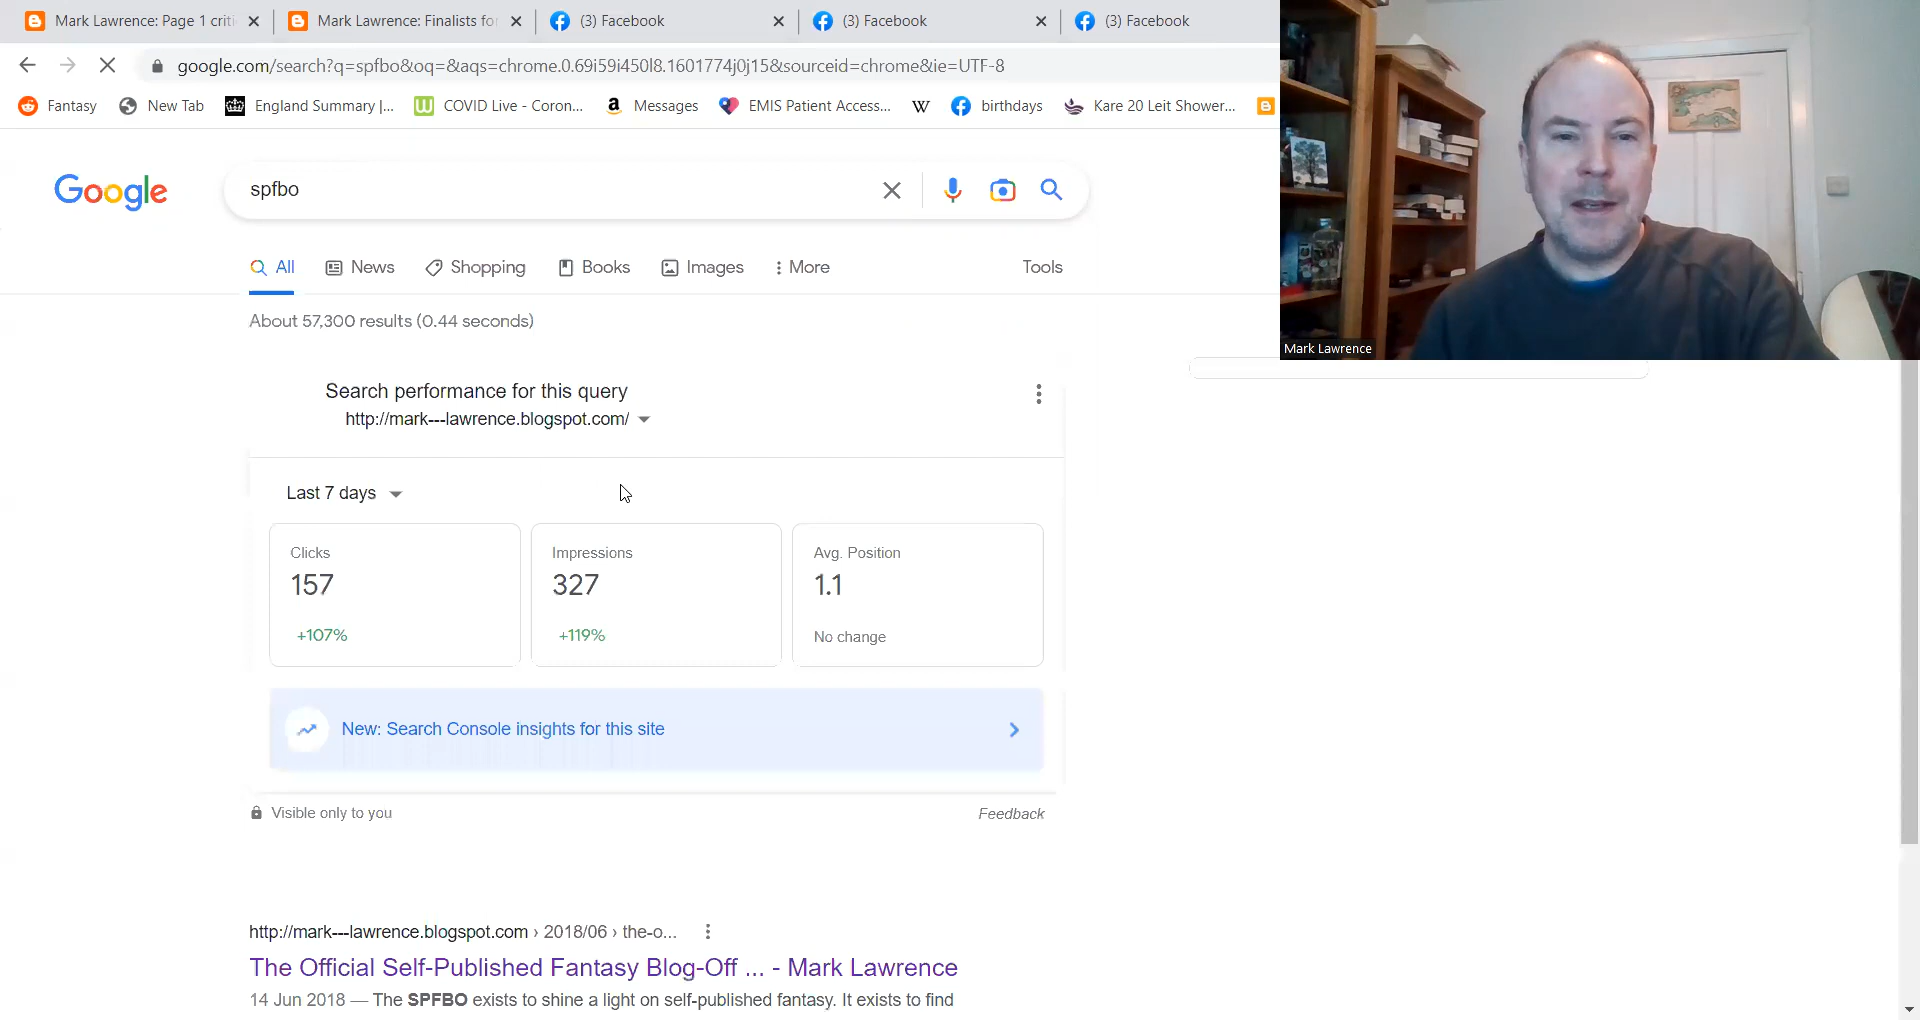 Mark Lawrence: Page 1 criti
Mark Lawrence: Finalists fo
(3) Facebook
(3) Facebook
(3) Facebook
google.com/search?q=spfbo&oq=&aqs=chrome.0.69i59i450l8.1601774j0j15&sourceid=chrome&ie=UTF-8
Fantasy New Tab England Summary |... COVID Live - Coron... Messages EMIS Patient Access... W birthdays Kare 20 Leit Shower...
Google
spfbo
All News Shopping Books Images More Tools
About 57,300 results (0.44 seconds)
Mark Lawrence
Search performance for this query
http://mark---lawrence.blogspot.com/
Last 7 days
Clicks
157
+107%
Impressions
327
+119%
Avg. Position
1.1
No change
New: Search Console insights for this site
Visible only to you
Feedback
http://mark---lawrence.blogspot.com › 2018/06 › the-o...
The Official Self-Published Fantasy Blog-Off ... - Mark Lawrence
14 Jun 2018 — The SPFBO exists to shine a light on self-published fantasy. It exists to find